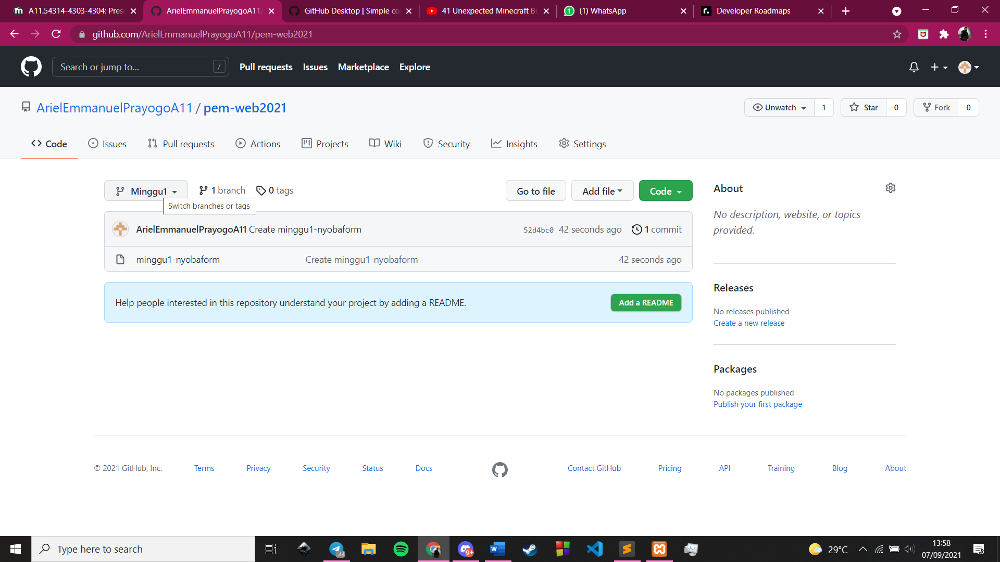 A11.54314-4303-4304: Prese
ArielEmmanuelPrayogoA11/
GitHub Desktop | Simple co
41 Unexpected Minecraft Bu
(1) WhatsApp
Developer Roadmaps
github.com/ArielEmmanuelPrayogoA11/pem-web2021
Search or jump to...
/
Pull requests
Issues
Marketplace
Explore
ArielEmmanuelPrayogoA11 / pem-web2021
Unwatch
1
Star
0
Fork
0
Code
Issues
Pull requests
Actions
Projects
Wiki
Security
Insights
Settings
Minggu1
1 branch
0 tags
Switch branches or tags
Go to file
Add file
Code
ArielEmmanuelPrayogoA11 Create minggu1-nyobaform
52d4bc0 42 seconds ago
1 commit
minggu1-nyobaform
Create minggu1-nyobaform
42 seconds ago
Help people interested in this repository understand your project by adding a README.
Add a README
About
No description, website, or topics
provided.
Releases
No releases published
Create a new release
Packages
No packages published
Publish your first package
© 2021 GitHub, Inc.
Terms
Privacy
Security
Status
Docs
Contact GitHub
Pricing
API
Training
Blog
About
Type here to search
44
9+
29°C
13:58
07/09/2021